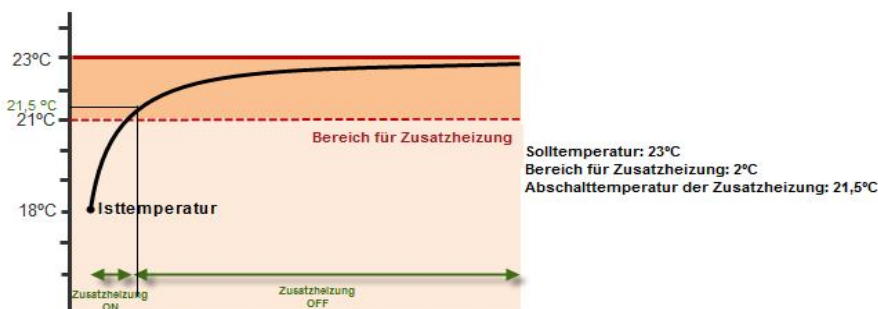 23ºC
21,5 ºC
21ºC
Bereich für Zusatzheizung
Solltemperatur: 23ºC
Bereich für Zusatzheizung: 2ºC
Abschalttemperatur der Zusatzheizung: 21,5ºC
18ºC
Isttemperatur
Zusatzheizung
ON
Zusatzheizung
OFF